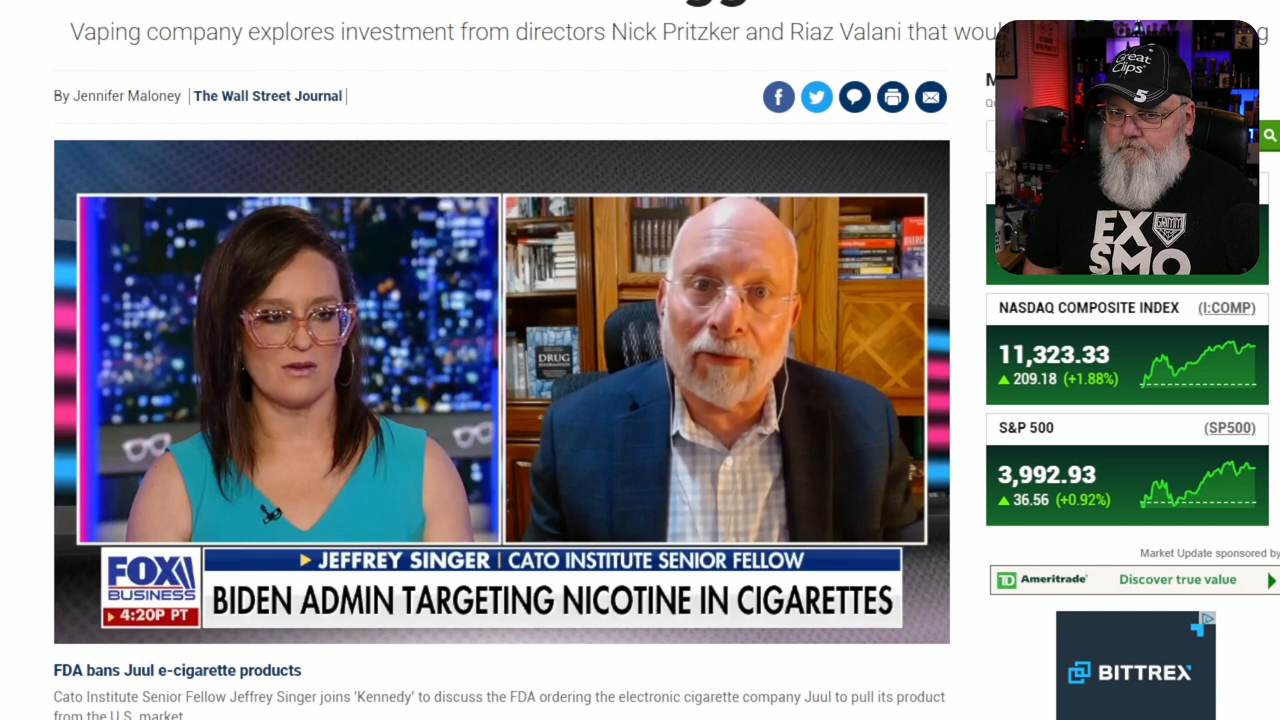 Vaping company explores investment from directors Nick Pritzker and Riaz Valani that
By Jennifer Maloney | The Wall Street Journal |
f
Great
Clips
5
EX
SMO
DRUG
NASDAQ COMPOSITE INDEX (I:COMP)
11,323.33
▲ 209.18 (+1.88%)
S&P 500 (SP500)
3,992.93
▲ 36.56 (+0.92%)
JEFFREY SINGER | CATO INSTITUTE SENIOR FELLOW
FOX
BUSINESS
4:20P PT
BIDEN ADMIN TARGETING NICOTINE IN CIGARETTES
Market Update sponsored by
TD Ameritrade Discover true value
BITTREX
FDA bans Juul e-cigarette products
Cato Institute Senior Fellow Jeffrey Singer joins 'Kennedy' to discuss the FDA ordering the electronic cigarette company Juul to pull its product
from the U.S. market